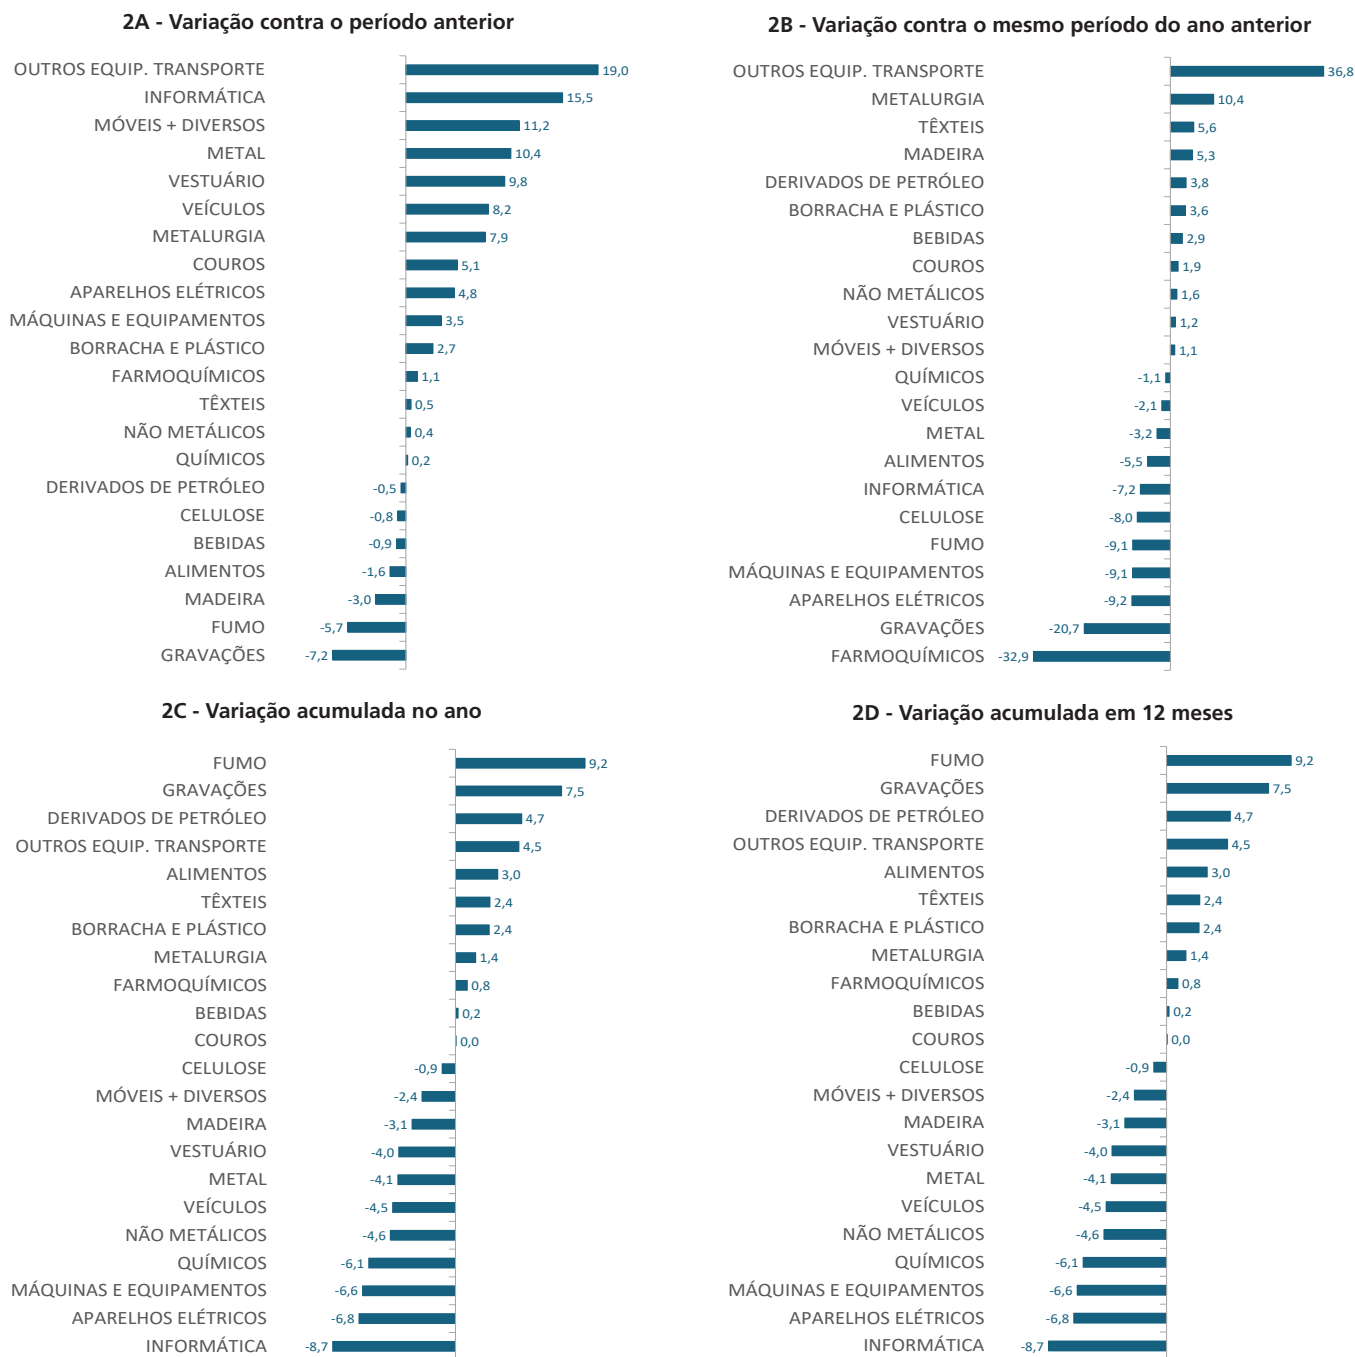 2A - Variação contra o período anterior
OUTROS EQUIP. TRANSPORTE 19,0
INFORMÁTICA 15,5
MÓVEIS + DIVERSOS 11,2
METAL 10,4
VESTUÁRIO 9,8
VEÍCULOS 8,2
METALURGIA 7,9
COUROS 5,1
APARELHOS ELÉTRICOS 4,8
MÁQUINAS E EQUIPAMENTOS 3,5
BORRACHA E PLÁSTICO 2,7
FARMOQUÍMICOS 1,1
TÊXTEIS 0,5
NÃO METÁLICOS 0,4
QUÍMICOS 0,2
DERIVADOS DE PETRÓLEO -0,5
CELULOSE -0,8
BEBIDAS -0,9
ALIMENTOS -1,6
MADEIRA -3,0
FUMO -5,7
GRAVAÇÕES -7,2
2B - Variação contra o mesmo período do ano anterior
OUTROS EQUIP. TRANSPORTE 36,8
METALURGIA 10,4
TÊXTEIS 5,6
MADEIRA 5,3
DERIVADOS DE PETRÓLEO 3,8
BORRACHA E PLÁSTICO 3,6
BEBIDAS 2,9
COUROS 1,9
NÃO METÁLICOS 1,6
VESTUÁRIO 1,2
MÓVEIS + DIVERSOS 1,1
QUÍMICOS -1,1
VEÍCULOS -2,1
METAL -3,2
ALIMENTOS -5,5
INFORMÁTICA -7,2
CELULOSE -8,0
FUMO -9,1
MÁQUINAS E EQUIPAMENTOS -9,1
APARELHOS ELÉTRICOS -9,2
GRAVAÇÕES -20,7
FARMOQUÍMICOS -32,9
2C - Variação acumulada no ano
FUMO 9,2
GRAVAÇÕES 7,5
DERIVADOS DE PETRÓLEO 4,7
OUTROS EQUIP. TRANSPORTE 4,5
ALIMENTOS 3,0
TÊXTEIS 2,4
BORRACHA E PLÁSTICO 2,4
METALURGIA 1,4
FARMOQUÍMICOS 0,8
BEBIDAS 0,2
COUROS 0,0
CELULOSE -0,9
MÓVEIS + DIVERSOS -2,4
MADEIRA -3,1
VESTUÁRIO -4,0
METAL -4,1
VEÍCULOS -4,5
NÃO METÁLICOS -4,6
QUÍMICOS -6,1
MÁQUINAS E EQUIPAMENTOS -6,6
APARELHOS ELÉTRICOS -6,8
INFORMÁTICA -8,7
2D - Variação acumulada em 12 meses
FUMO 9,2
GRAVAÇÕES 7,5
DERIVADOS DE PETRÓLEO 4,7
OUTROS EQUIP. TRANSPORTE 4,5
ALIMENTOS 3,0
TÊXTEIS 2,4
BORRACHA E PLÁSTICO 2,4
METALURGIA 1,4
FARMOQUÍMICOS 0,8
BEBIDAS 0,2
COUROS 0,0
CELULOSE -0,9
MÓVEIS + DIVERSOS -2,4
MADEIRA -3,1
VESTUÁRIO -4,0
METAL -4,1
VEÍCULOS -4,5
NÃO METÁLICOS -4,6
QUÍMICOS -6,1
MÁQUINAS E EQUIPAMENTOS -6,6
APARELHOS ELÉTRICOS -6,8
INFORMÁTICA -8,7